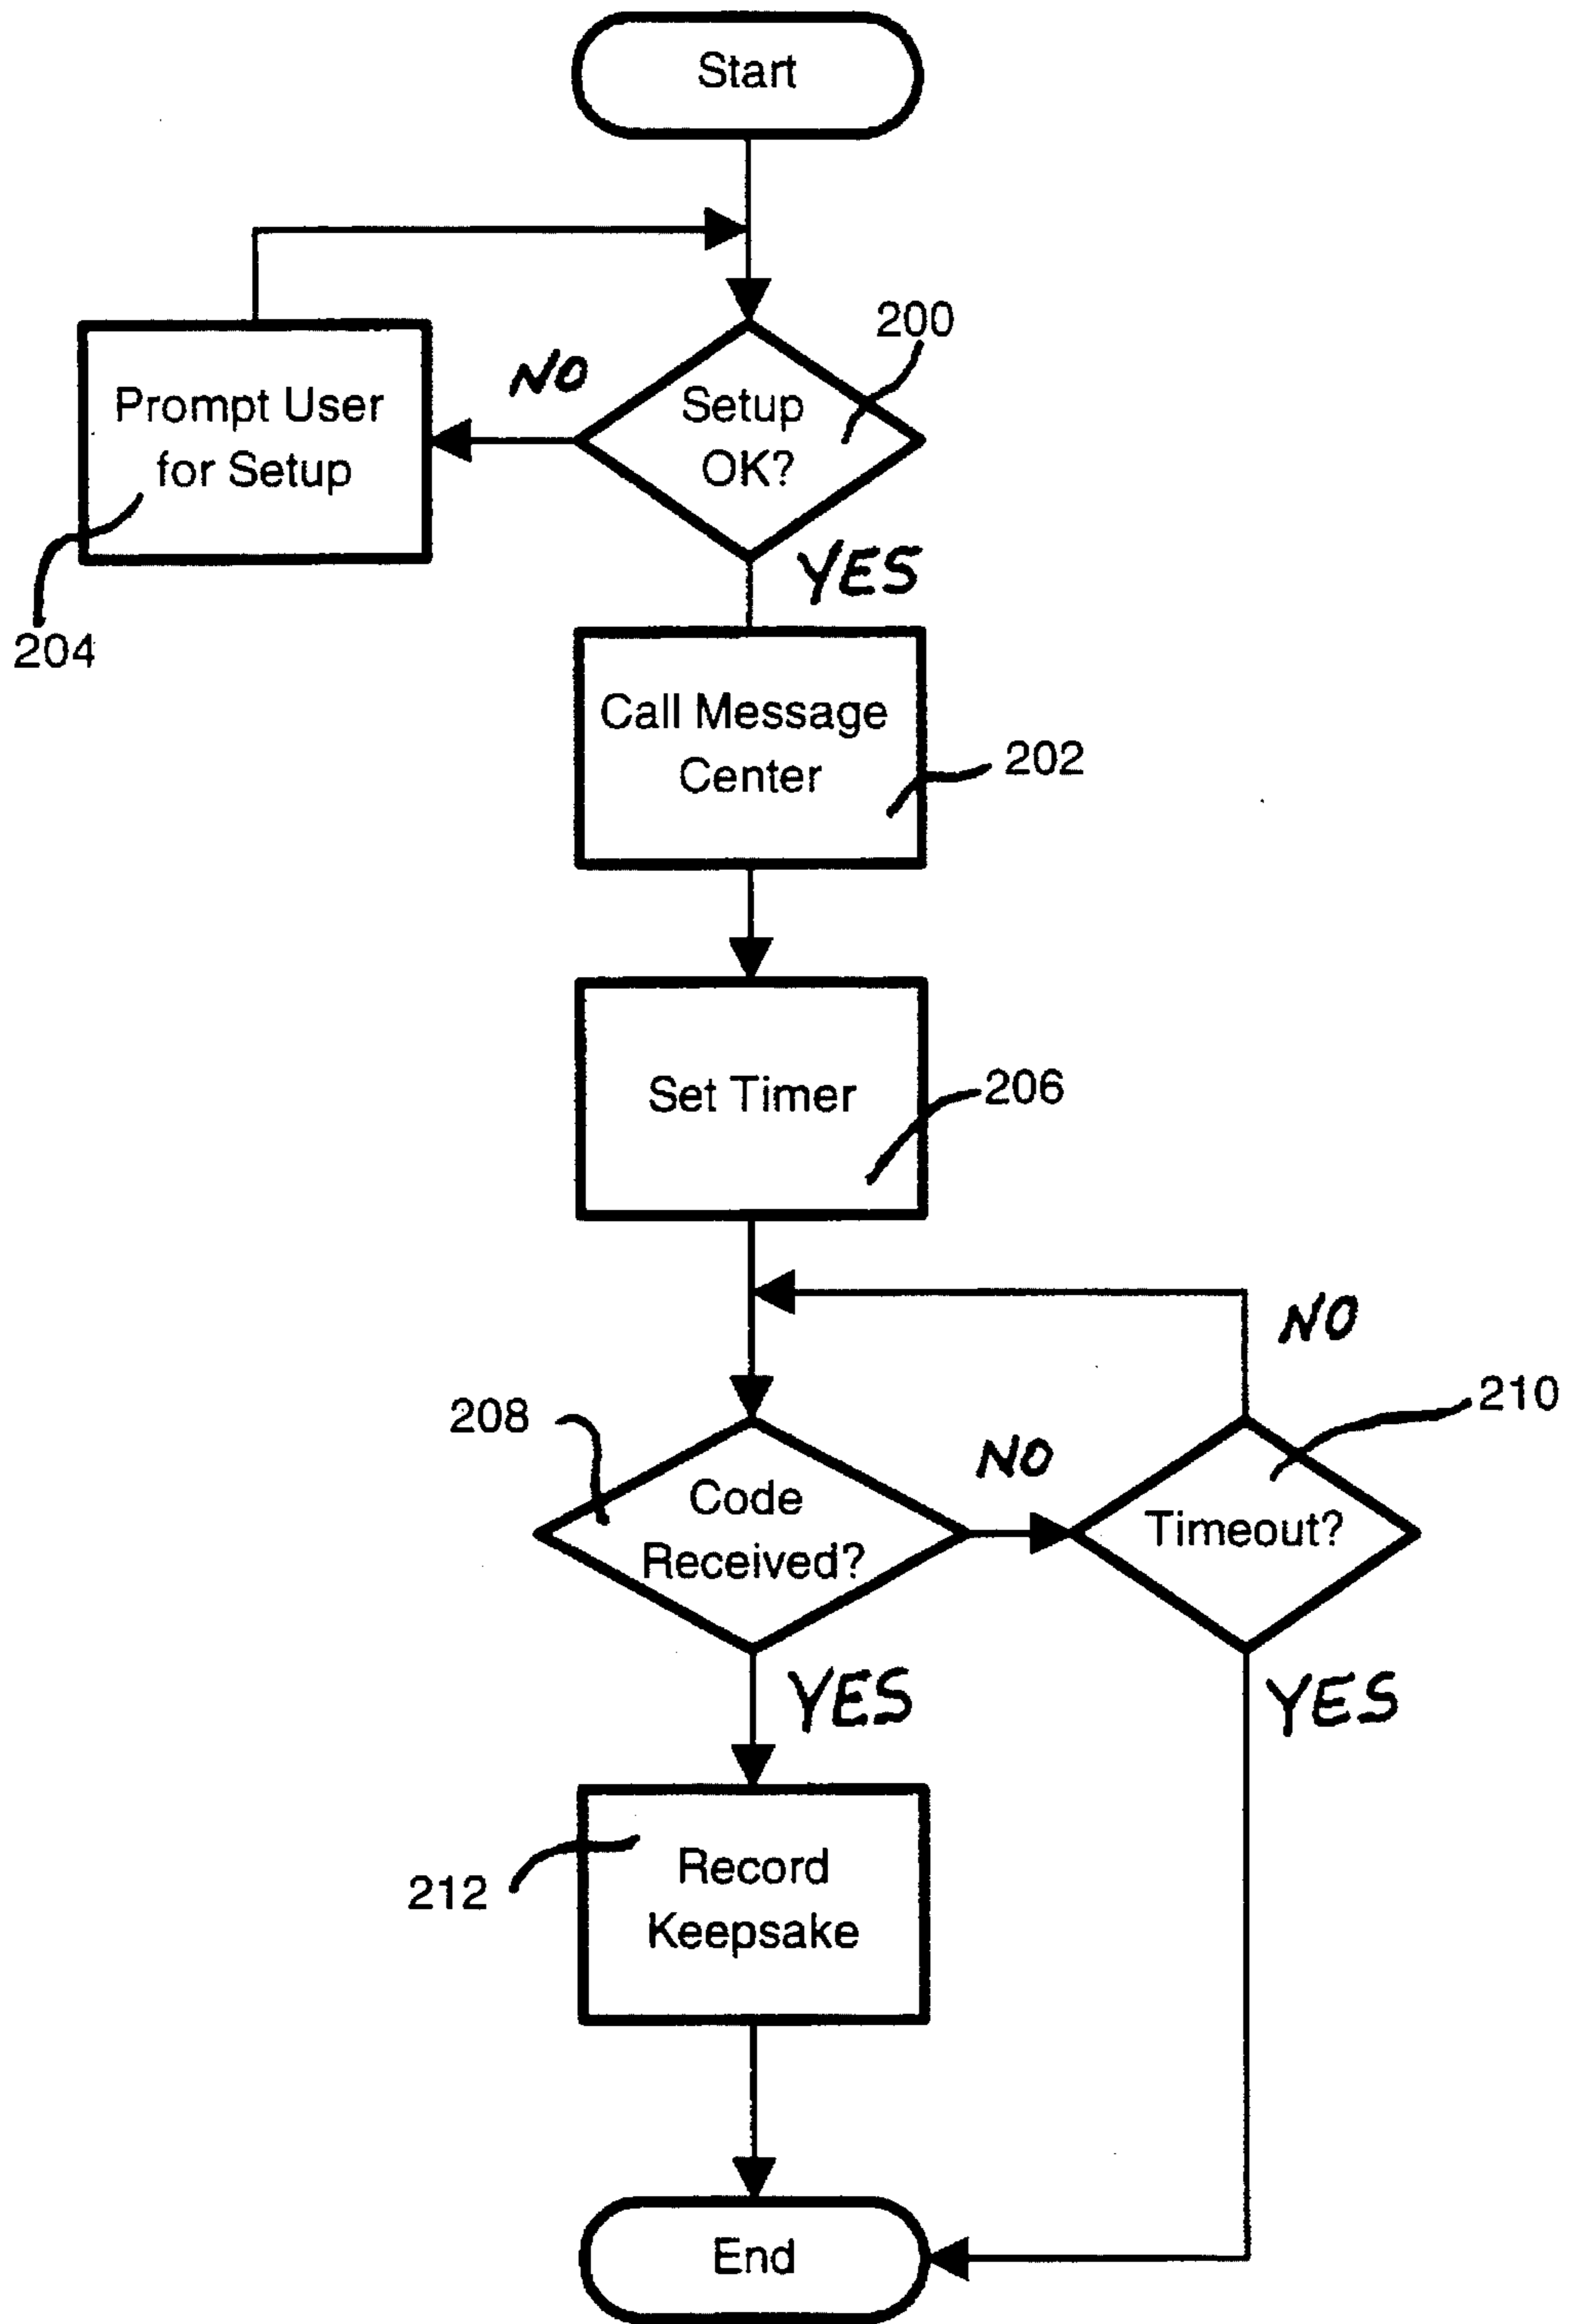 Start
200
NO
Setup
OK?
Prompt User
for Setup
204
YES
Call Message
Center
202
Set Timer
206
NO
210
208
NO
Code
Received?
Timeout?
YES
YES
212
Record
Keepsake
End